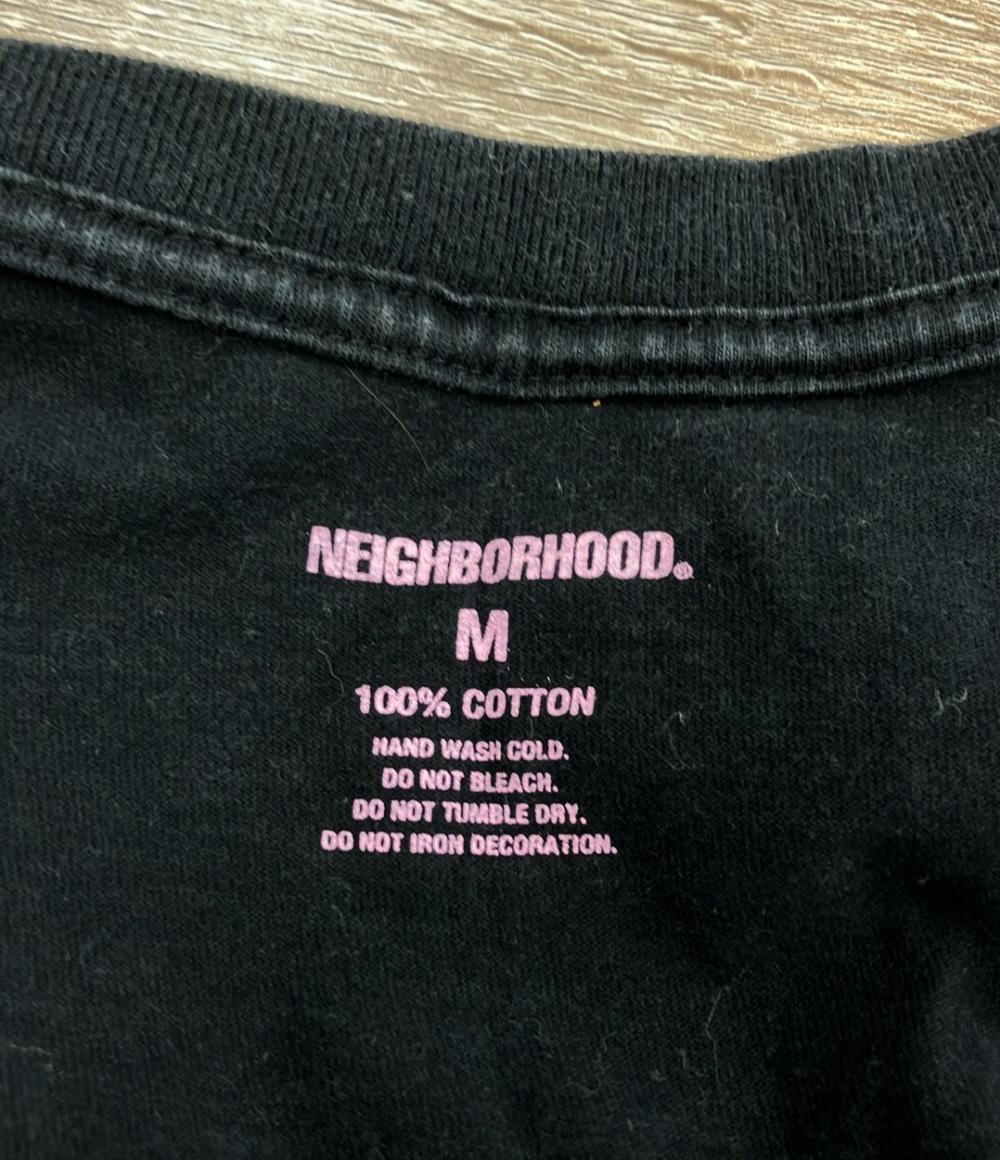 NEIGHBORHOOD®
M
100% COTTON
HAND WASH COLD.
DO NOT BLEACH.
DO NOT TUMBLE DRY.
DO NOT IRON DECORATION.